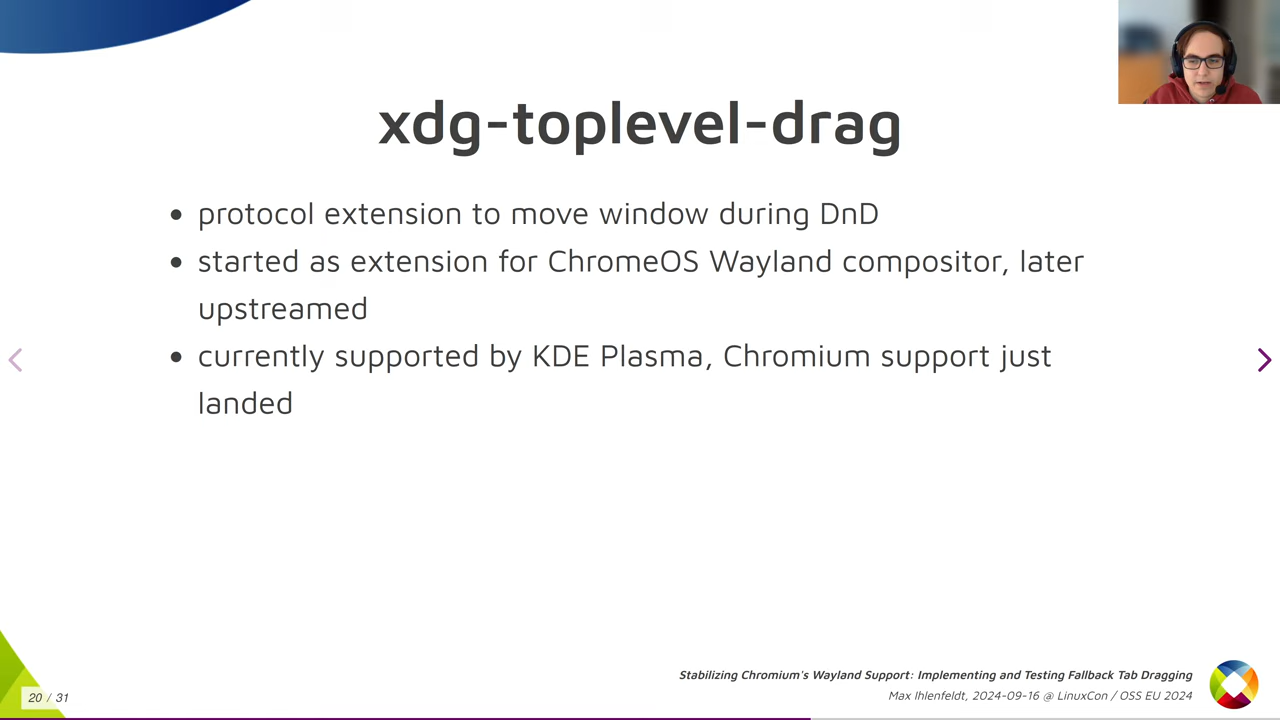 xdg-toplevel-drag
• protocol extension to move window during DnD
• started as extension for ChromeOS Wayland compositor, later
upstreamed
• currently supported by KDE Plasma, Chromium support just
landed
Stabilizing Chromium's Wayland Support: Implementing and Testing Fallback Tab Dragging
Max Ihlenfeldt, 2024-09-16 @ LinuxCon / OSS EU 2024
20 / 31